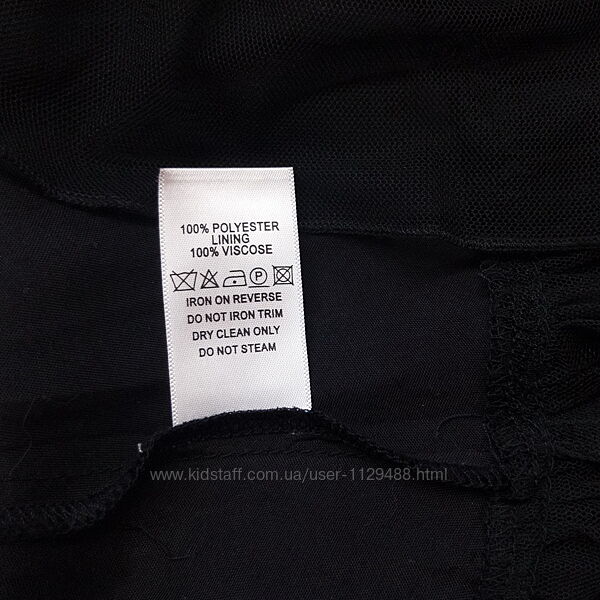 100% POLYESTER
LINING
100% VISCOSE
P
IRON ON REVERSE
DO NOT IRON TRIM
DRY CLEAN ONLY
DO NOT STEAM
www.kidstaff.com.ua/user-1129488.html